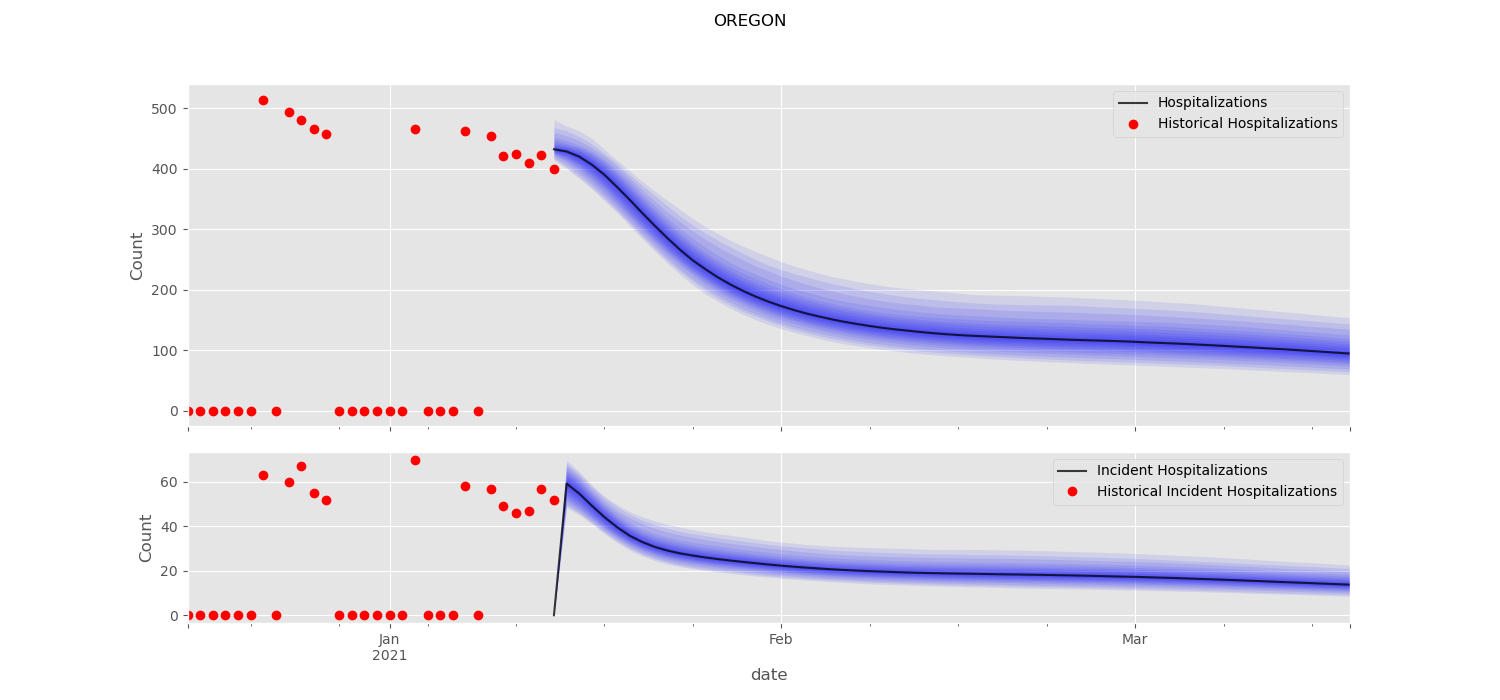 OREGON
500
400
300
200
100
0
Count
Hospitalizations
Historical Hospitalizations
60
40
20
0
Count
Incident Hospitalizations
Historical Incident Hospitalizations
Jan
2021
Feb
Mar
date